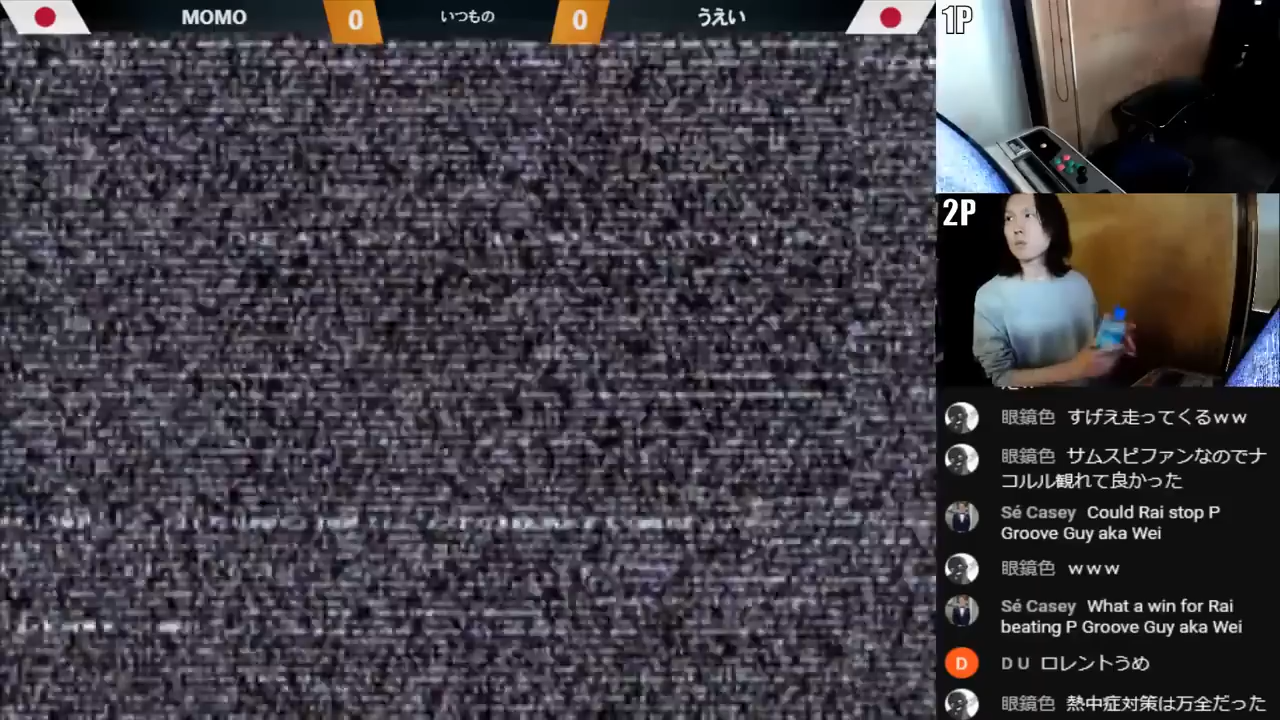 MOMO 0 いつもの 0 うえい
1P
2P
眼鏡色 すげえ走ってくるｗｗ
眼鏡色 サムスピファンなのでナ
コルル観れて良かった
Sé Casey Could Rai stop P
Groove Guy aka Wei
眼鏡色 ｗｗｗ
Sé Casey What a win for Rai
beating P Groove Guy aka Wei
D
D U ロレントうめ
眼鏡色 熱中症対策は万全だった